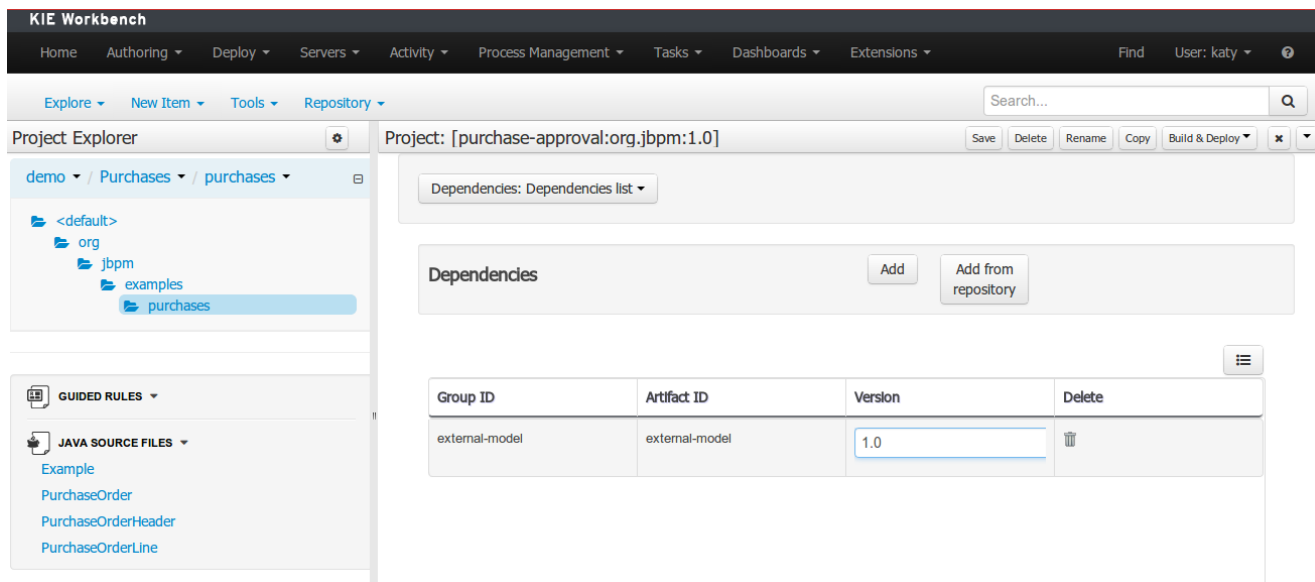 KIE Workbench
Home Authoring Deploy Servers Activity Process Management Tasks Dashboards Extensions Find User: katy
Explore New Item Tools Repository Search...
Project Explorer
Project: [purchase-approval:org.jbpm:1.0] Save Delete Rename Copy Build & Deploy
demo / Purchases / purchases
<default>
org
jbpm
examples
purchases
GUIDED RULES
JAVA SOURCE FILES
Example
PurchaseOrder
PurchaseOrderHeader
PurchaseOrderLine
Dependencies: Dependencies list
Dependencies Add Add from
repository
Group ID Artifact ID Version Delete
external-model external-model 1.0